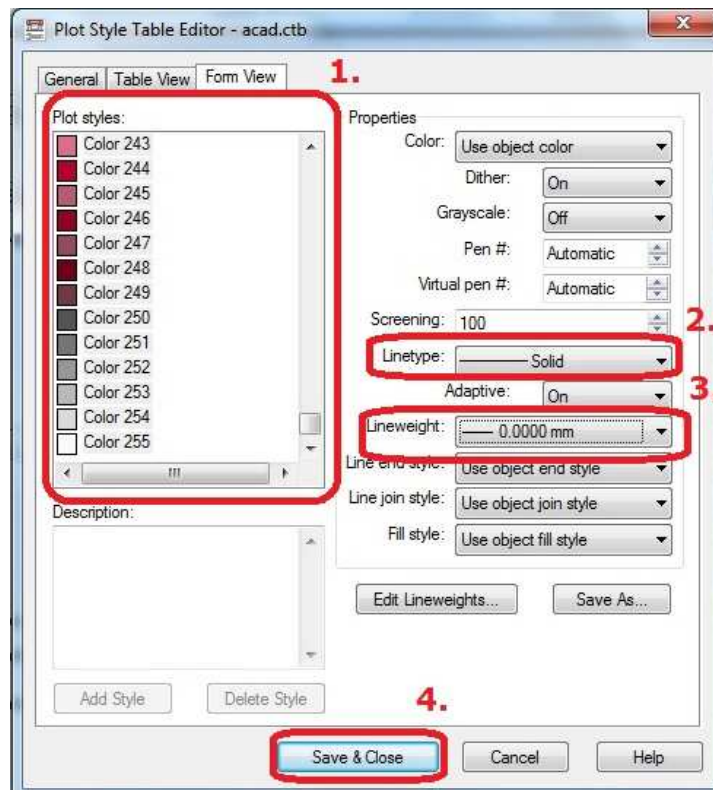 Plot Style Table Editor - acad.ctb
General Table View Form View 1.
Plot styles:
Color 243
Color 244
Color 245
Color 246
Color 247
Color 248
Color 249
Color 250
Color 251
Color 252
Color 253
Color 254
Color 255
Description:
Add Style Delete Style
Properties
Color: Use object color
Dither: On
Grayscale: Off
Pen #: Automatic
Virtual pen #: Automatic
Screening: 100
2.
Linetype: Solid
Adaptive: On
3
Lineweight: 0.0000 mm
Line end style: Use object end style
Line join style: Use object join style
Fill style: Use object fill style
Edit Lineweights... Save As...
4.
Save & Close Cancel Help